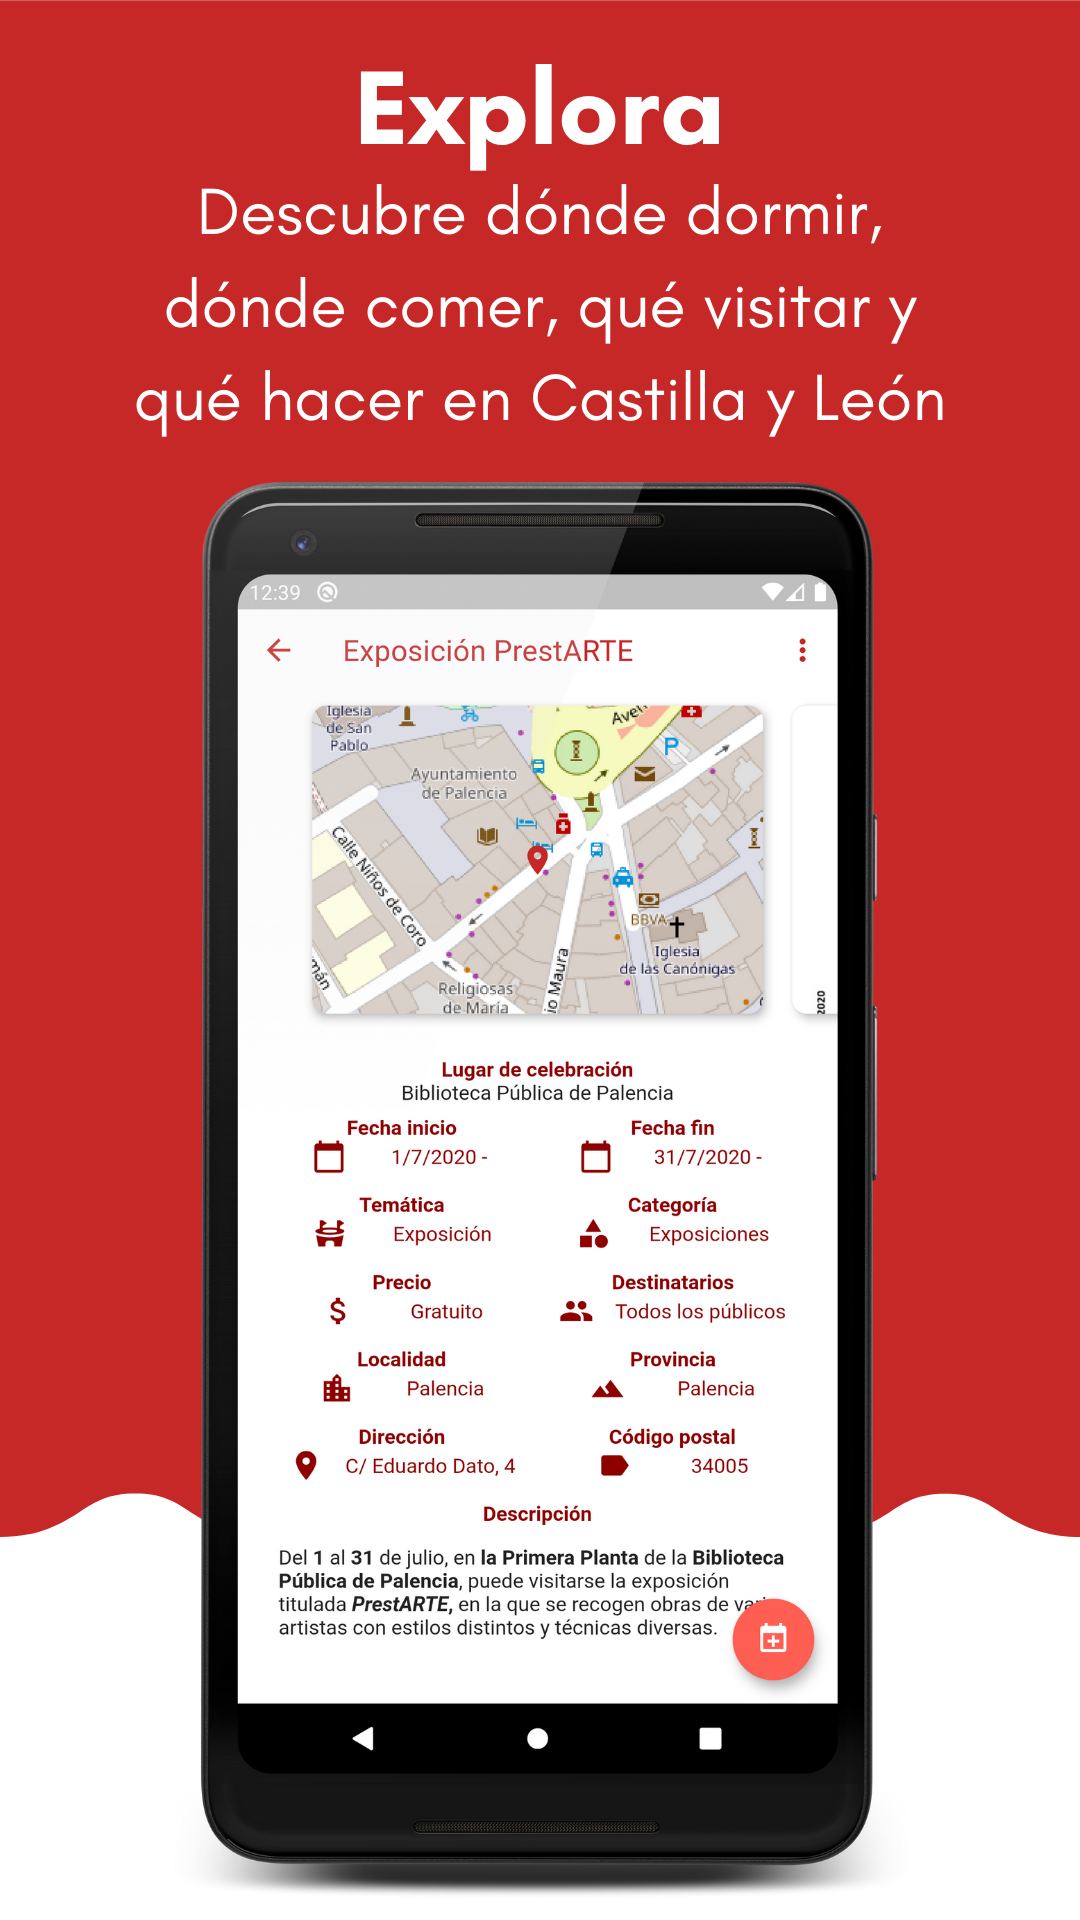 Explora
Descubre dónde dormir,
dónde comer, qué visitar y
qué hacer en Castilla y León
12:39
Exposición PrestARTE
Iglesia
de San
Pablo
Ayuntamiento
de Palencia
P
Calle Niños de Coro
BBVA
Iglesia
de las Canónigas
Religiosas
de María
io Maura
mán
2020
Lugar de celebración
Biblioteca Pública de Palencia
Fecha inicio Fecha fin
1/7/2020 - 31/7/2020 -
Temática Categoría
Exposición Exposiciones
Precio Destinatarios
$ Gratuito Todos los públicos
Localidad Provincia
Palencia Palencia
Dirección Código postal
C/ Eduardo Dato, 4 34005
Descripción
Del 1 al 31 de julio, en la Primera Planta de la Biblioteca
Pública de Palencia, puede visitarse la exposición
titulada PrestARTE, en la que se recogen obras de
artistas con estilos distintos y técnicas diversas.